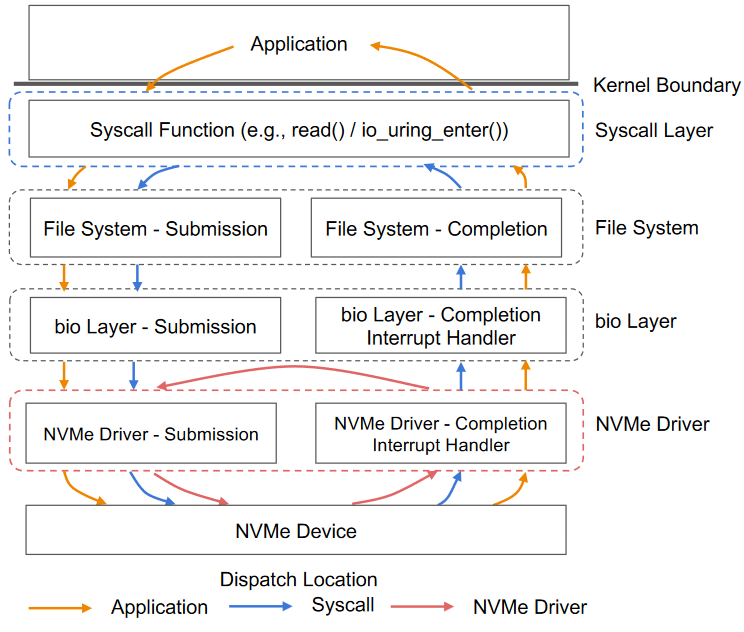 Application
Kernel Boundary
Syscall Function (e.g., read() / io_uring_enter())
Syscall Layer
File System - Submission
File System - Completion
File System
bio Layer - Submission
bio Layer - Completion
Interrupt Handler
bio Layer
NVMe Driver - Submission
NVMe Driver - Completion
Interrupt Handler
NVMe Driver
NVMe Device
Dispatch Location
Application
Syscall
NVMe Driver